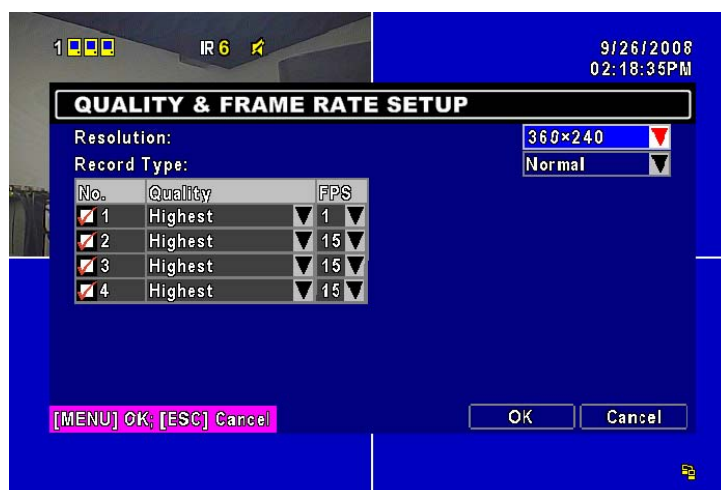 1 IR 6 9/26/2008
02:18:35PM
QUALITY & FRAME RATE SETUP
Resolution: 360×240
Record Type: Normal
No. Quality FPS
1 Highest 1
2 Highest 15
3 Highest 15
4 Highest 15
[MENU] OK; [ESC] Cancel OK Cancel